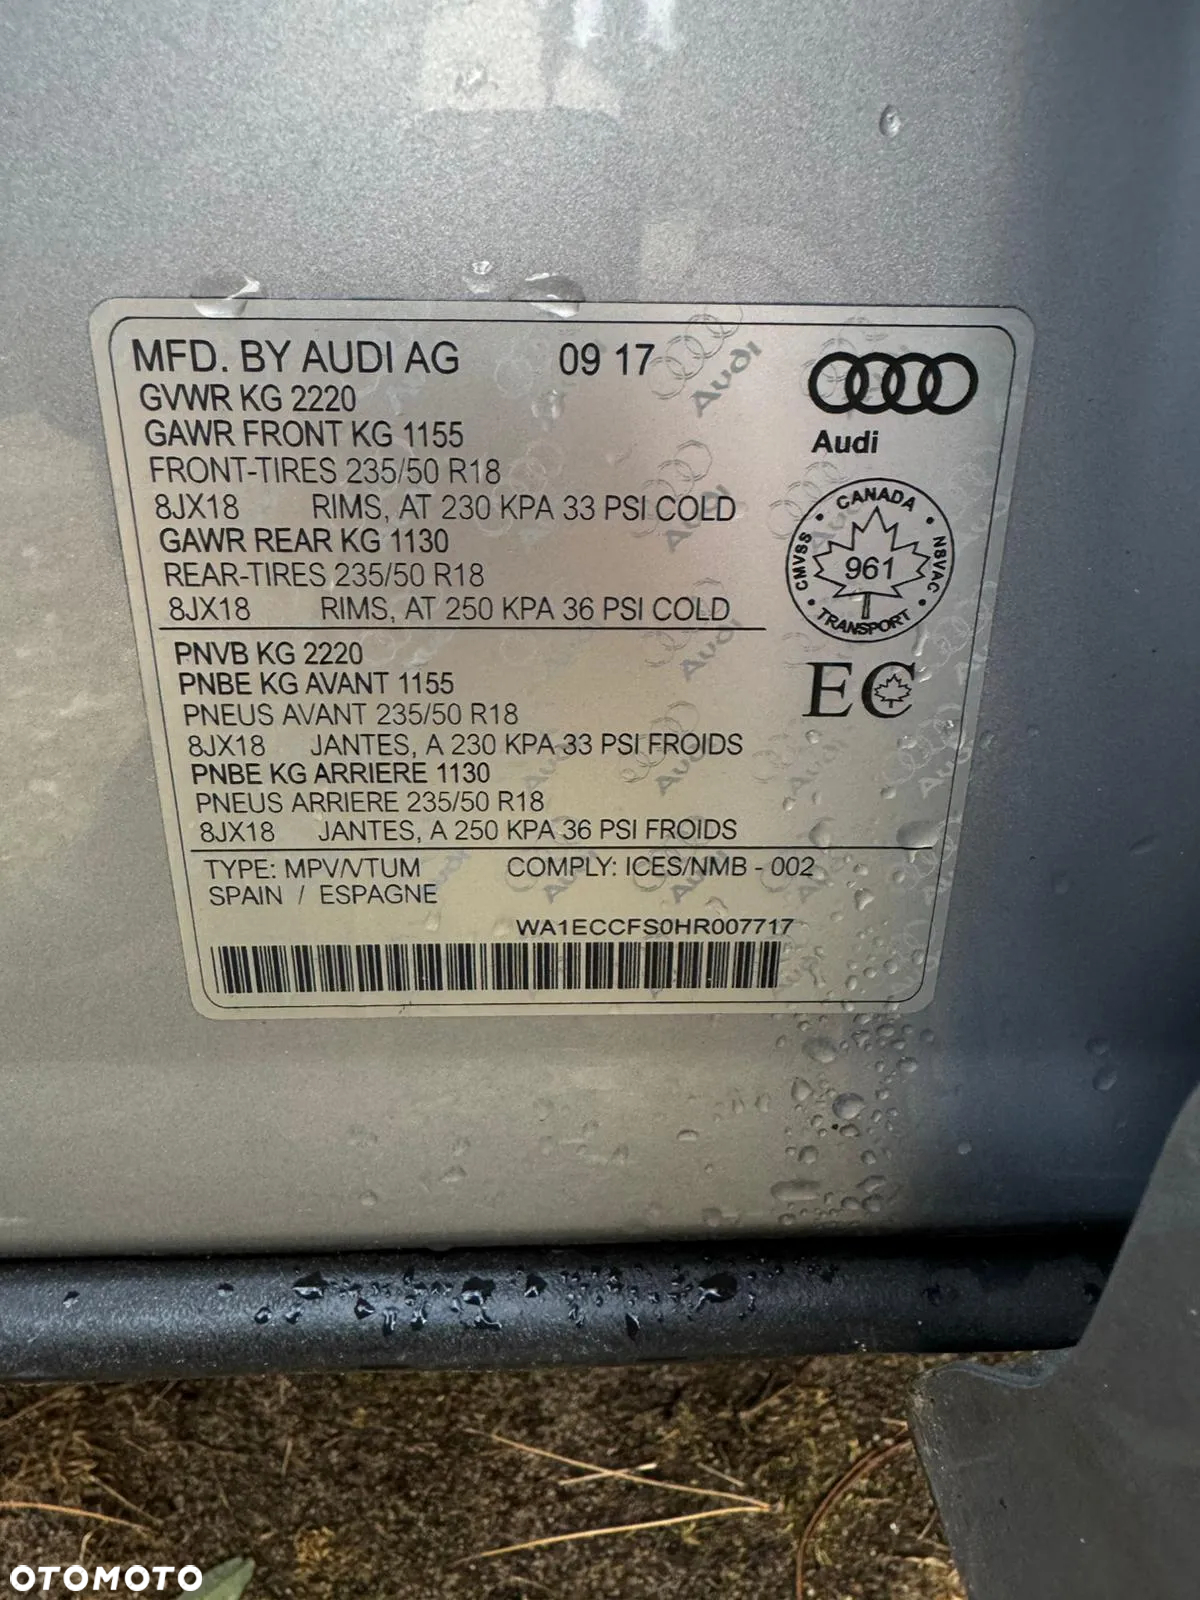 MFD. BY AUDI AG 09 17
GVWR KG 2220
GAWR FRONT KG 1155
FRONT-TIRES 235/50 R18
8JX18 RIMS, AT 230 KPA 33 PSI COLD
GAWR REAR KG 1130
REAR-TIRES 235/50 R18
8JX18 RIMS, AT 250 KPA 36 PSI COLD
Audi
CANADA
CMVSS
NSVAC
961
TRANSPORT
EC
PNVB KG 2220
PNBE KG AVANT 1155
PNEUS AVANT 235/50 R18
8JX18 JANTES, A 230 KPA 33 PSI FROIDS
PNBE KG ARRIERE 1130
PNEUS ARRIERE 235/50 R18
8JX18 JANTES, A 250 KPA 36 PSI FROIDS
TYPE: MPV/VTUM COMPLY: ICES/NMB - 002
SPAIN / ESPAGNE
WA1ECCFS0HR007717
OTOMOTO